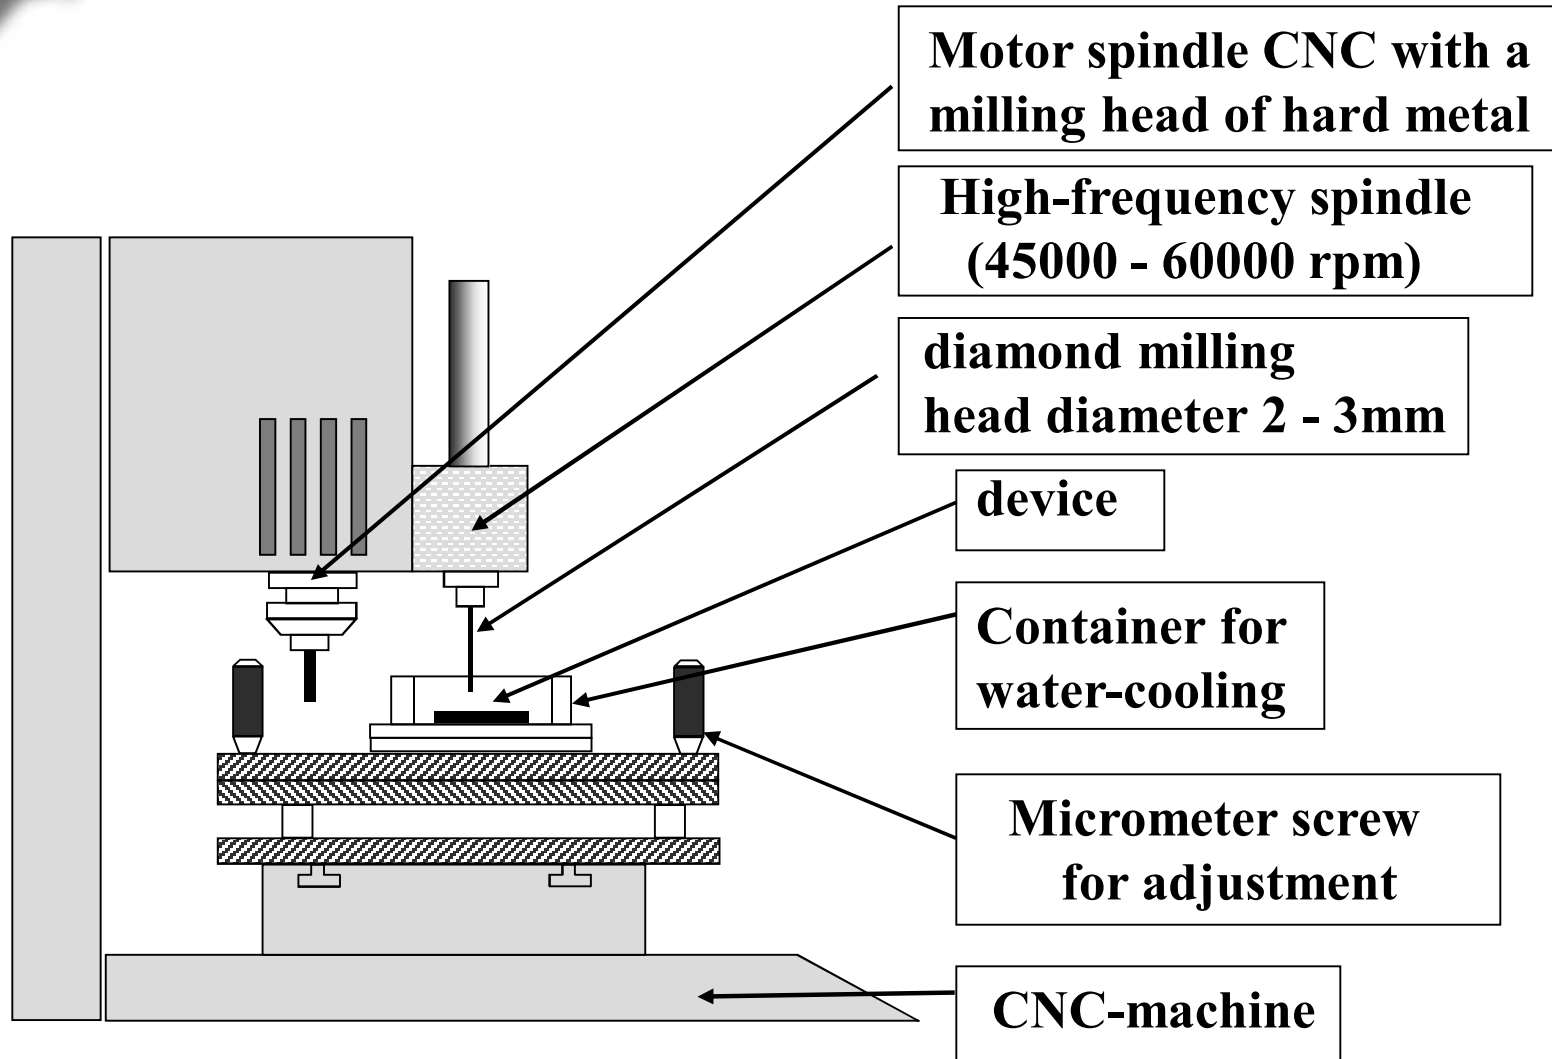 Motor spindle CNC with a
milling head of hard metal
High-frequency spindle
(45000 - 60000 rpm)
diamond milling
head diameter 2 - 3mm
device
Container for
water-cooling
Micrometer screw
for adjustment
CNC-machine